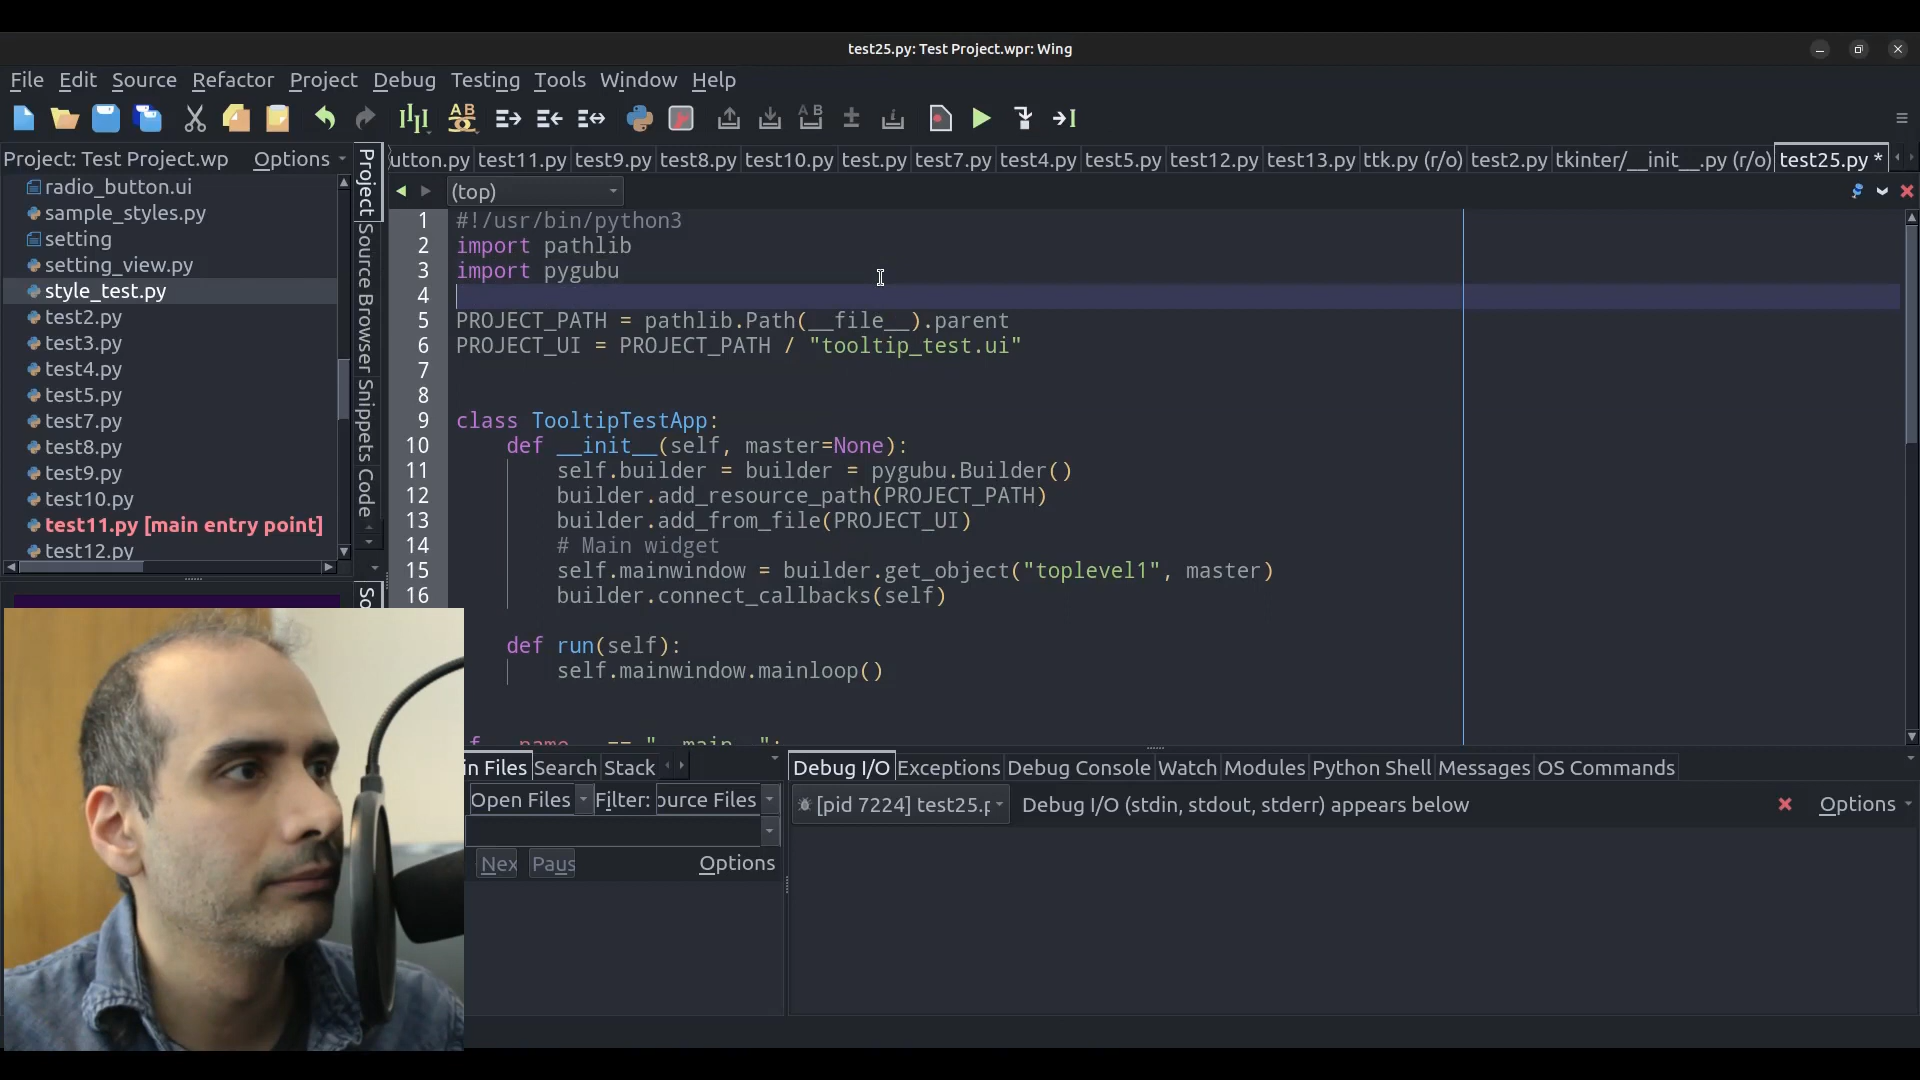 test25.py: Test Project.wpr: Wing
File Edit Source Refactor Project Debug Testing Tools Window Help
Project: Test Project.wp Options
utton.py test11.py test9.py test8.py test10.py test.py test7.py test4.py test5.py test12.py test13.py ttk.py (r/o) test2.py tkinter/__init__.py (r/o) test25.py *
(top)
radio_button.ui
sample_styles.py
setting
setting_view.py
style_test.py
test2.py
test3.py
test4.py
test5.py
test7.py
test8.py
test9.py
test10.py
test11.py [main entry point]
test12.py
Project
Source Browser
Snippets
Code
So
1 #!/usr/bin/python3
2 import pathlib
3 import pygubu
4
5 PROJECT_PATH = pathlib.Path(__file__).parent
6 PROJECT_UI = PROJECT_PATH / "tooltip_test.ui"
7
8
9 class TooltipTestApp:
10 def __init__(self, master=None):
11 self.builder = builder = pygubu.Builder()
12 builder.add_resource_path(PROJECT_PATH)
13 builder.add_from_file(PROJECT_UI)
14 # Main widget
15 self.mainwindow = builder.get_object("toplevel1", master)
16 builder.connect_callbacks(self)
def run(self):
self.mainwindow.mainloop()
f __name__ == "__main__":
in Files Search Stack
Open Files Filter: ource Files
Nex Paus Options
Debug I/O Exceptions Debug Console Watch Modules Python Shell Messages OS Commands
[pid 7224] test25.p Debug I/O (stdin, stdout, stderr) appears below Options